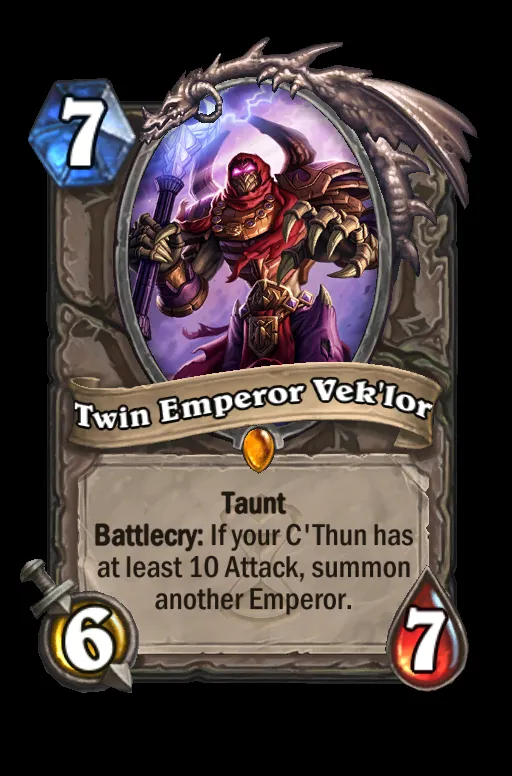 7
Twin Emperor Vek'lor
Taunt
Battlecry: If your C'Thun has
at least 10 Attack, summon
another Emperor.
6
7